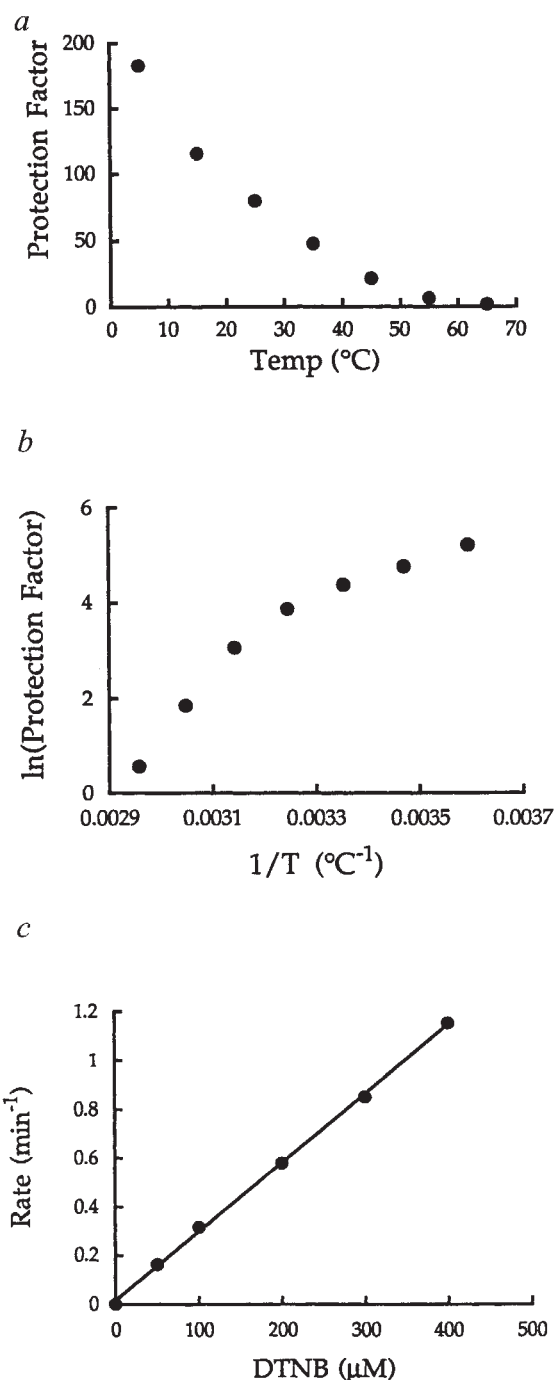 a
200
150
100
50
0
Protection Factor
0 10 20 30 40 50 60 70
Temp (°C)
b
6
4
2
0
ln(Protection Factor)
0.0029 0.0031 0.0033 0.0035 0.0037
1/T (°C⁻¹)
c
1.2
1
0.8
0.6
0.4
0.2
0
Rate (min⁻¹)
0 100 200 300 400 500
DTNB (µM)